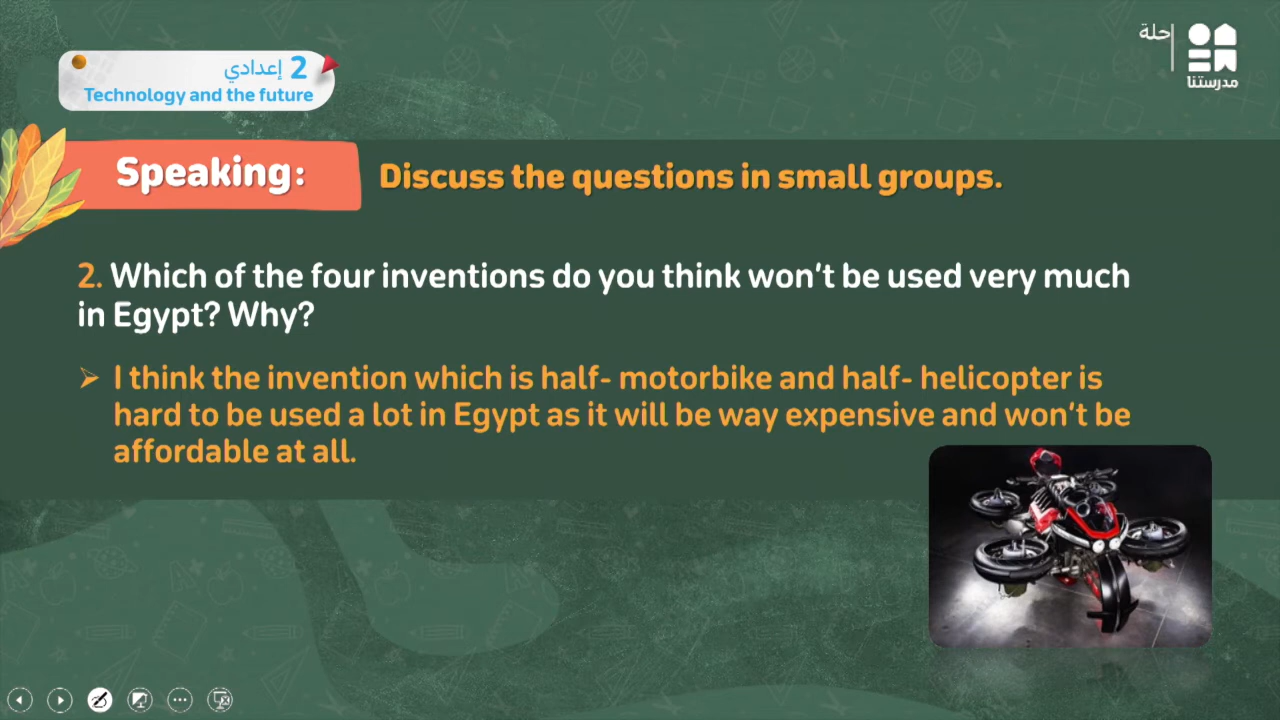 حلة
مدرستنا
2 إعدادي
Technology and the future
Speaking:
Discuss the questions in small groups.
2. Which of the four inventions do you think won't be used very much
in Egypt? Why?
➢ I think the invention which is half- motorbike and half- helicopter is
hard to be used a lot in Egypt as it will be way expensive and won't be
affordable at all.